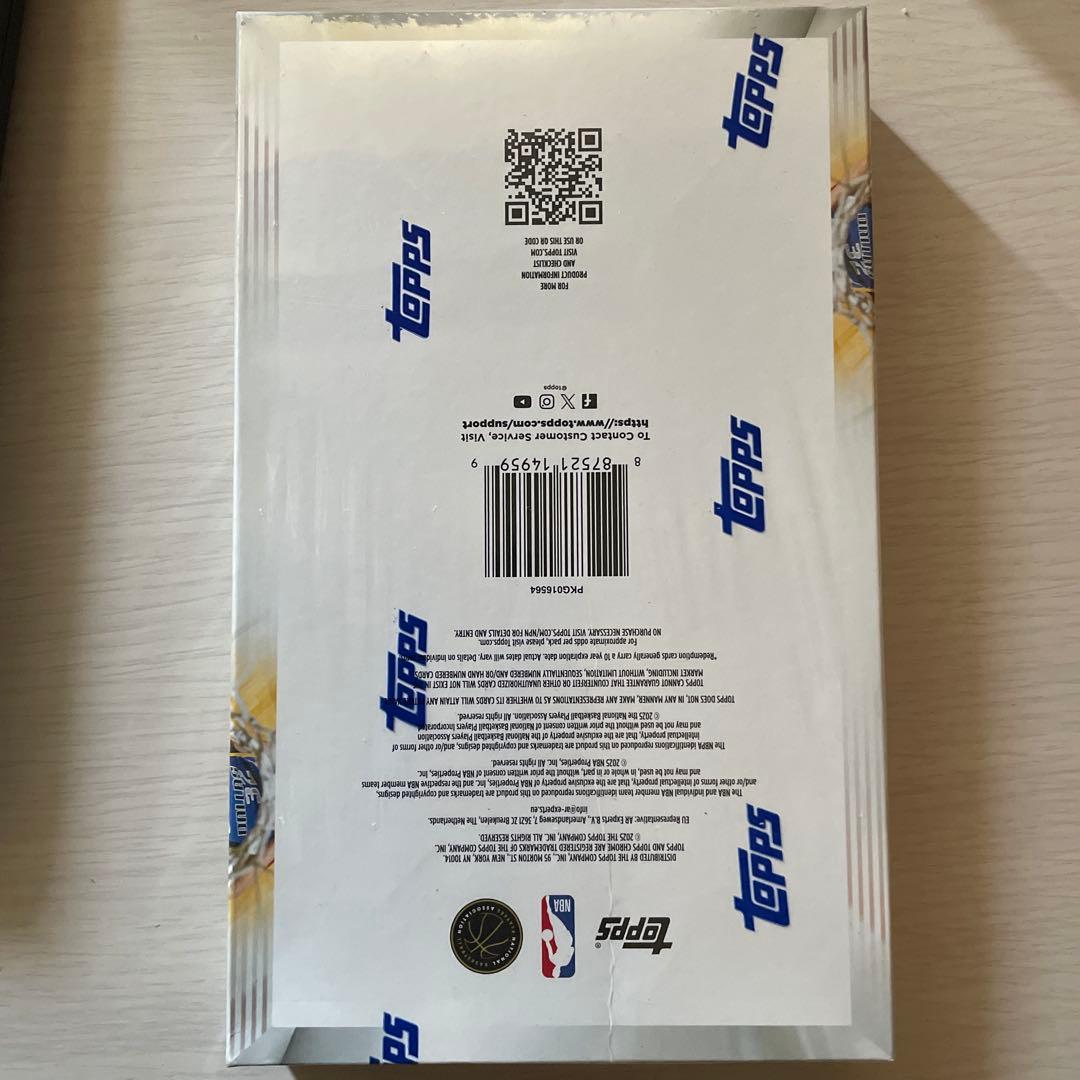 topps
NBA
NATIONAL BASKETBALL PLAYERS ASSOCIATION
DISTRIBUTED BY THE TOPPS COMPANY, INC., 95 MORTON ST., NEW YORK, NY 10014.
TOPPS AND TOPPS CHROME ARE REGISTERED TRADEMARKS OF THE TOPPS COMPANY, INC.
© 2025 THE TOPPS COMPANY, INC. ALL RIGHTS RESERVED.
EU Representative: AR Experts B.V., Amerlandseweg 7, 3621 ZC Breukelen, The Netherlands.
info@ar-experts.eu
The NBA and individual NBA member team identifications reproduced on this product are trademarks and copyrighted designs,
and/or other forms of intellectual property, that are the exclusive property of NBA Properties, Inc. and the respective NBA member teams
and may not be used, in whole or in part, without the prior written consent of NBA Properties, Inc.
© 2025 NBA Properties, Inc. All rights reserved.
The NBPA identifications reproduced on this product are trademarks and copyrighted designs, and/or other forms of
intellectual property, that are the exclusive property of the National Basketball Players Association
and may not be used without the prior written consent of National Basketball Players Incorporated
© 2025 the National Basketball Players Association. All rights reserved.
TOPPS DOES NOT, IN ANY MANNER, MAKE ANY REPRESENTATIONS AS TO WHETHER ITS CARDS WILL ATTAIN ANY
TOPPS CANNOT GUARANTEE THAT COUNTERFEIT OR OTHER UNAUTHORIZED CARDS WILL NOT EXIST IN
MARKET INCLUDING, WITHOUT LIMITATION, SEQUENTIALLY NUMBERED AND/OR HAND NUMBERED CARDS
*Redemption cards generally carry a 10 year expiration date. Actual dates will vary. Details on individual
For approximate odds per pack, please visit Topps.com.
NO PURCHASE NECESSARY. VISIT TOPPS.COM/NPN FOR DETAILS AND ENTRY.
PKG016564
8 87521 14959 9
To Contact Customer Service, Visit
https://www.topps.com/support
@topps
FOR MORE
PRODUCT INFORMATION
AND CHECKLIST
VISIT TOPPS.COM
OR USE THIS QR CODE
topps
topps
topps
topps
topps
pps